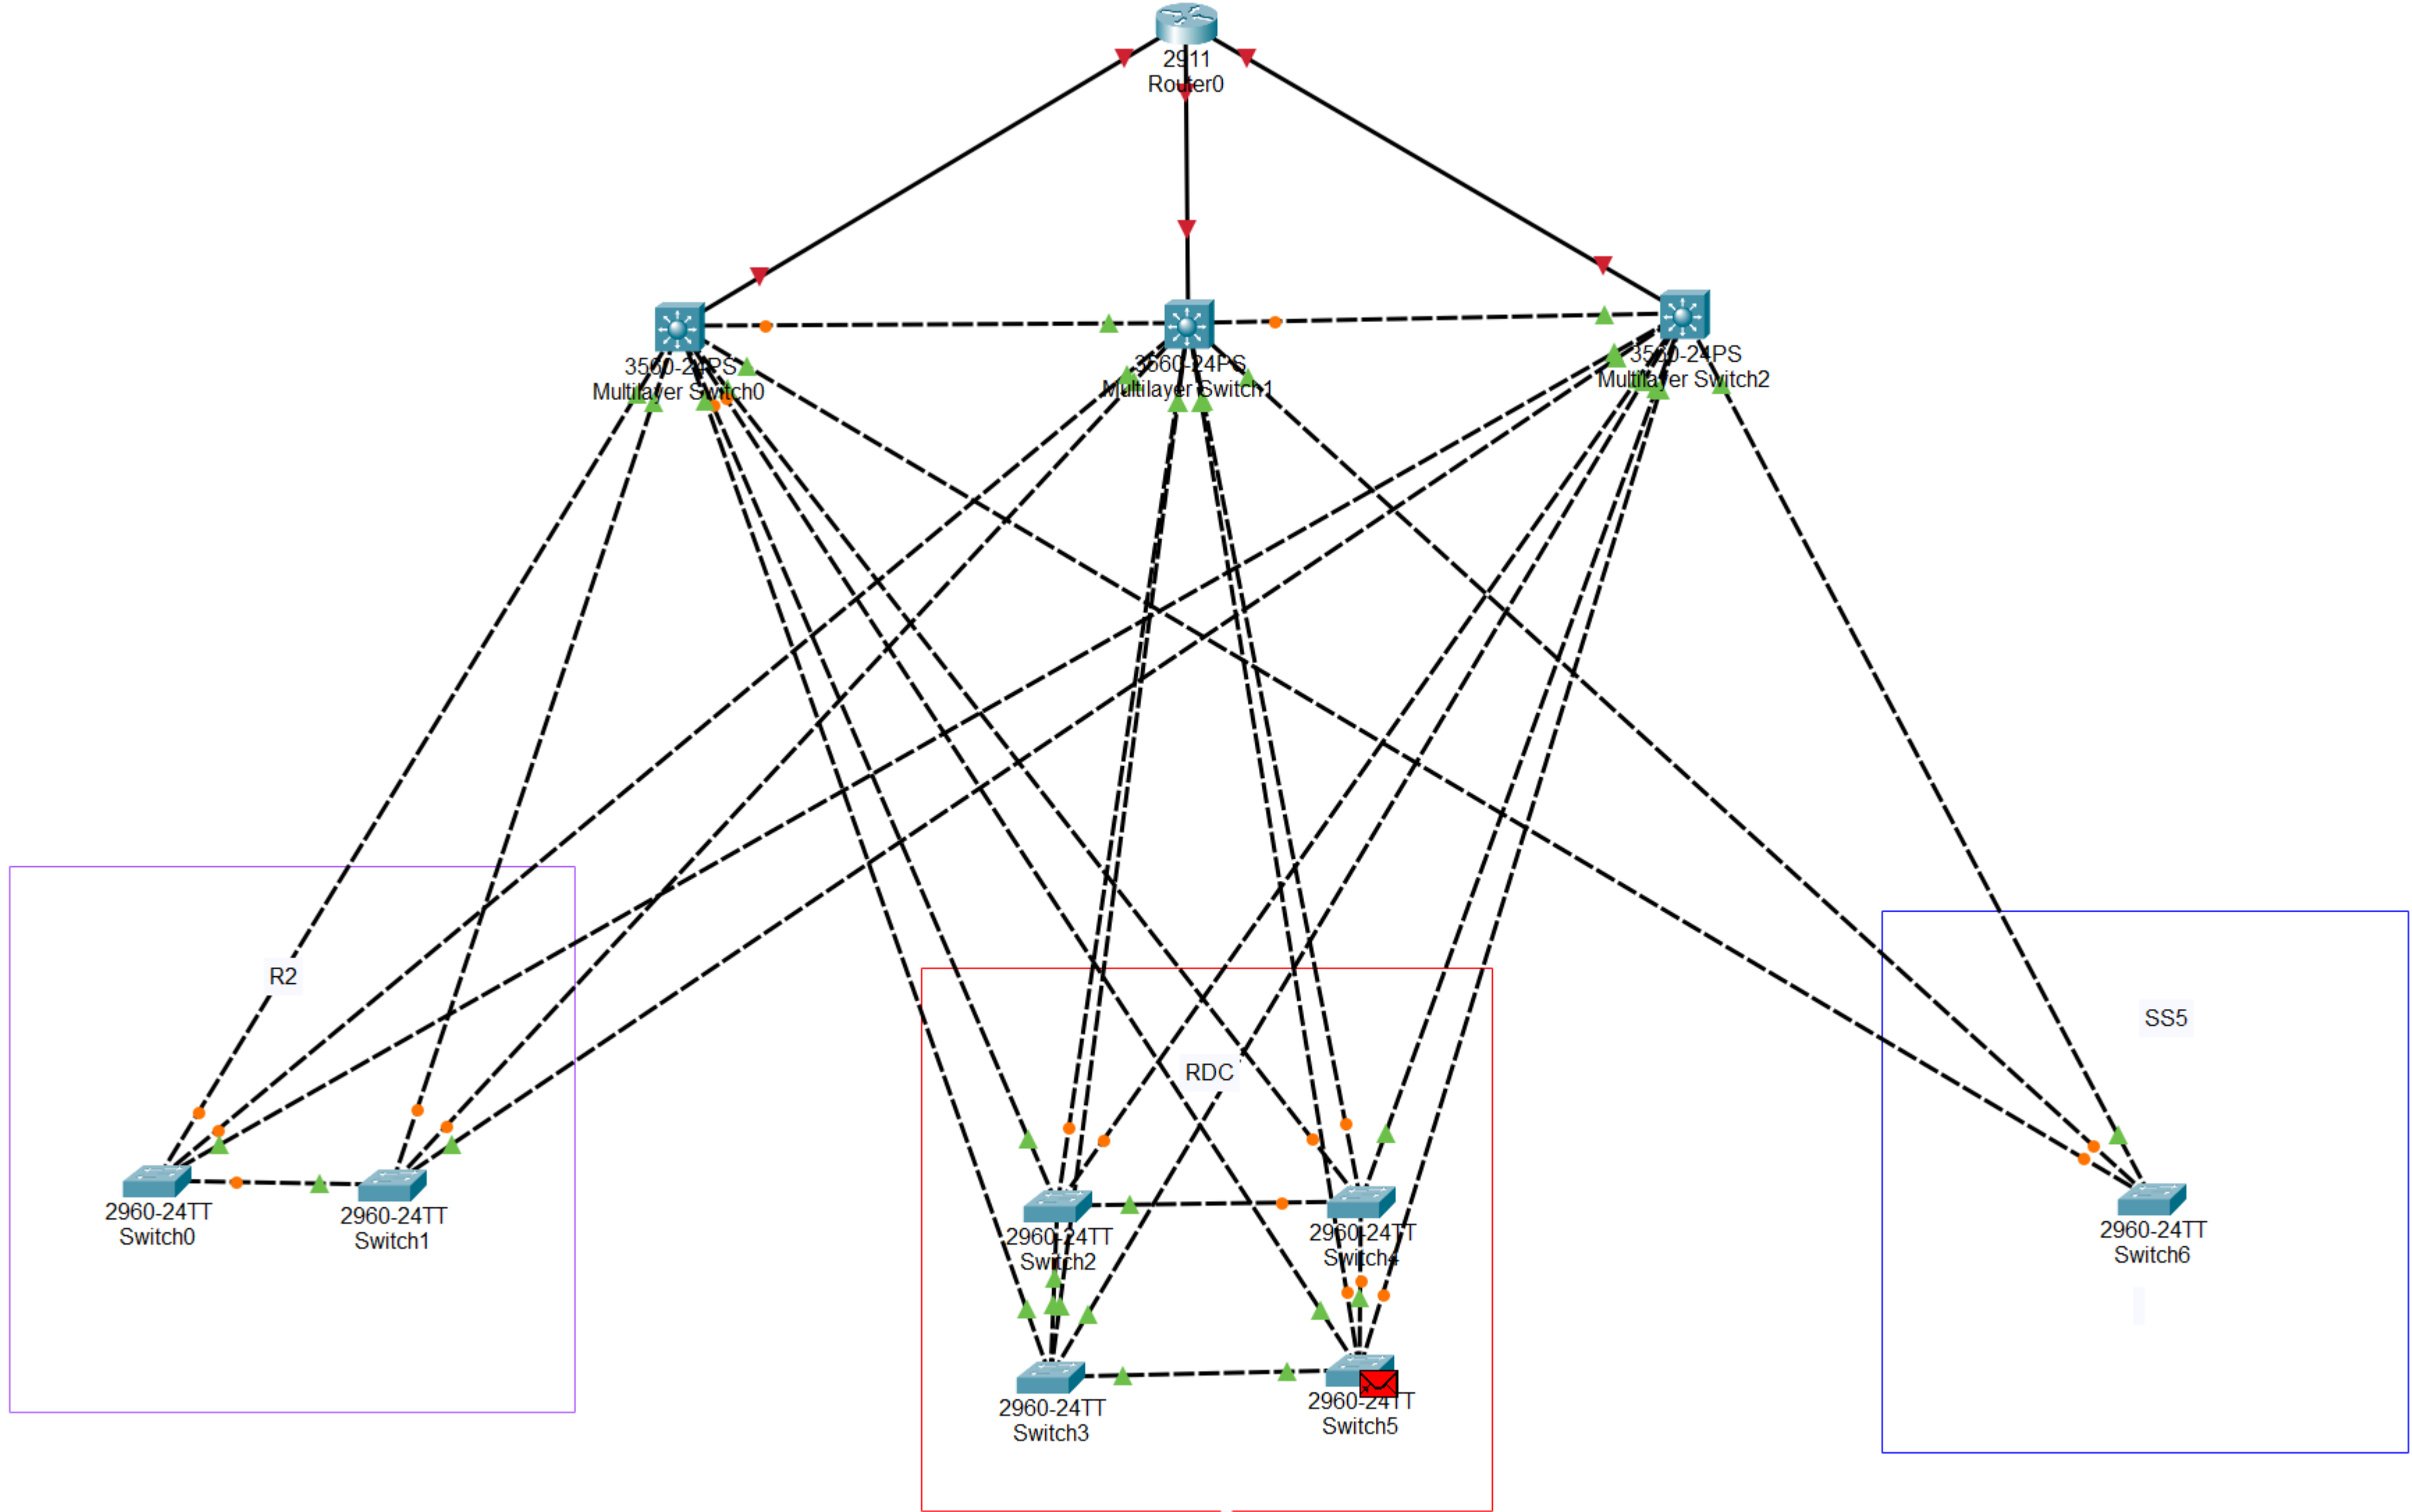 2911
Router0
3560-24PS
Multilayer Switch0
3560-24PS
Multilayer Switch1
3560-24PS
Multilayer Switch2
R2
SS5
RDC
2960-24TT
Switch0
2960-24TT
Switch1
2960-24TT
Switch2
2960-24TT
Switch4
2960-24TT
Switch6
2960-24TT
Switch3
2960-24TT
Switch5